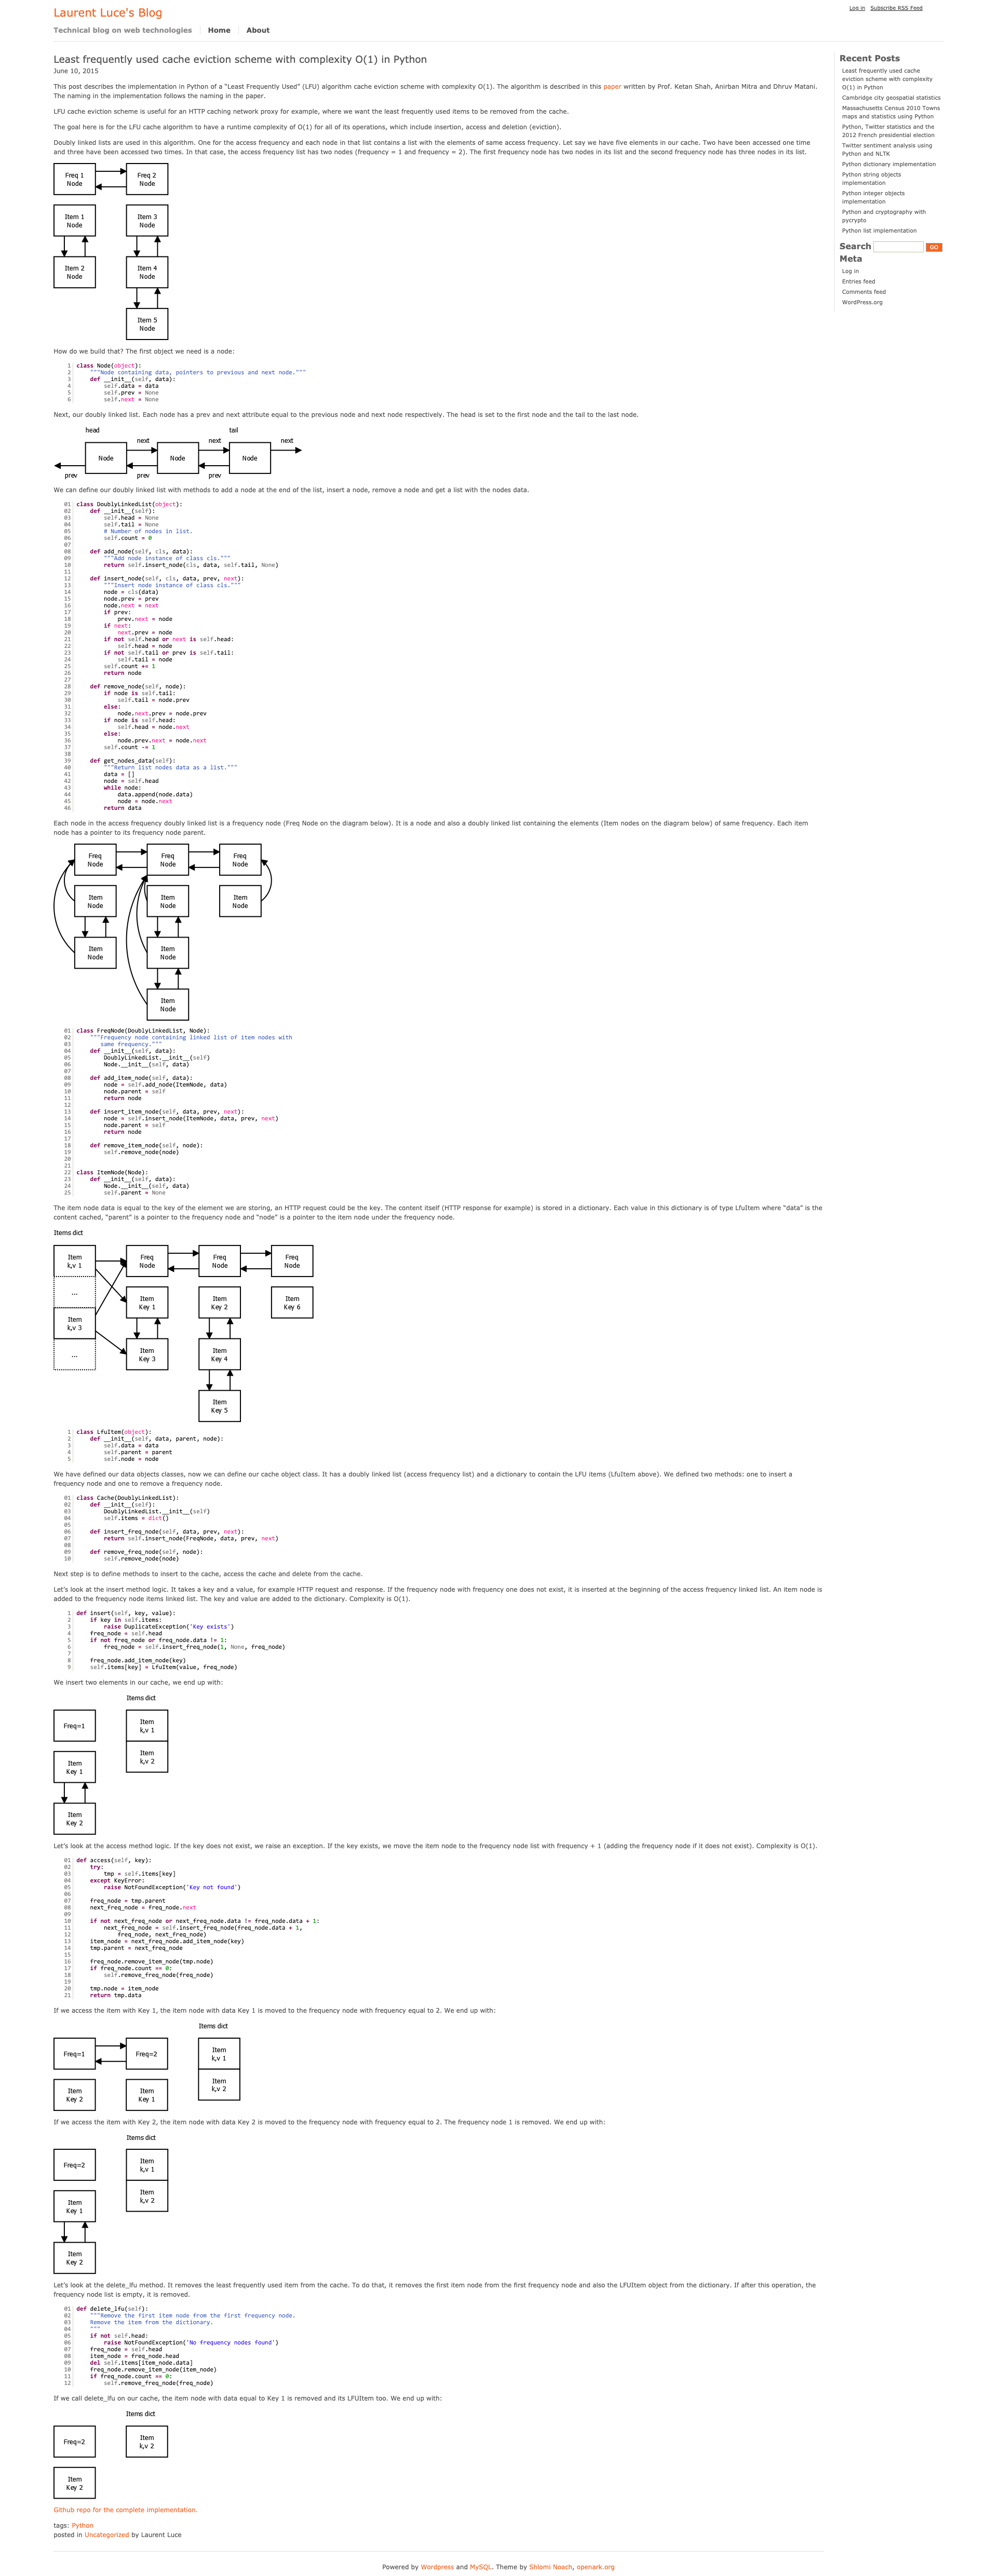 Laurent Luce's Blog
Log in Subscribe RSS Feed
Technical blog on web technologies Home About
Least frequently used cache eviction scheme with complexity O(1) in Python
June 10, 2015
This post describes the implementation in Python of a “Least Frequently Used” (LFU) algorithm cache eviction scheme with complexity O(1). The algorithm is described in this paper written by Prof. Ketan Shah, Anirban Mitra and Dhruv Matani.
The naming in the implementation follows the naming in the paper.
LFU cache eviction scheme is useful for an HTTP caching network proxy for example, where we want the least frequently used items to be removed from the cache.
The goal here is for the LFU cache algorithm to have a runtime complexity of O(1) for all of its operations, which include insertion, access and deletion (eviction).
Doubly linked lists are used in this algorithm. One for the access frequency and each node in that list contains a list with the elements of same access frequency. Let say we have five elements in our cache. Two have been accessed one time
and three have been accessed two times. In that case, the access frequency list has two nodes (frequency = 1 and frequency = 2). The first frequency node has two nodes in its list and the second frequency node has three nodes in its list.
Freq 1 Freq 2
Node Node
Item 1 Item 3
Node Node
Item 2 Item 4
Node Node
Item 5
Node
How do we build that? The first object we need is a node:
1 class Node(object):
2 """Node containing data, pointers to previous and next node."""
3 def __init__(self, data):
4 self.data = data
5 self.prev = None
6 self.next = None
Next, our doubly linked list. Each node has a prev and next attribute equal to the previous node and next node respectively. The head is set to the first node and the tail to the last node.
head tail
next next next
Node Node Node
prev prev prev
We can define our doubly linked list with methods to add a node at the end of the list, insert a node, remove a node and get a list with the nodes data.
01 class DoublyLinkedList(object):
02 def __init__(self):
03 self.head = None
04 self.tail = None
05 # Number of nodes in list.
06 self.count = 0
07
08 def add_node(self, cls, data):
09 """Add node instance of class cls."""
10 return self.insert_node(cls, data, self.tail, None)
11
12 def insert_node(self, cls, data, prev, next):
13 """Insert node instance of class cls."""
14 node = cls(data)
15 node.prev = prev
16 node.next = next
17 if prev:
18 prev.next = node
19 if next:
20 next.prev = node
21 if not self.head or next is self.head:
22 self.head = node
23 if not self.tail or prev is self.tail:
24 self.tail = node
25 self.count += 1
26 return node
27
28 def remove_node(self, node):
29 if node is self.tail:
30 self.tail = node.prev
31 else:
32 node.next.prev = node.prev
33 if node is self.head:
34 self.head = node.next
35 else:
36 node.prev.next = node.next
37 self.count -= 1
38
39 def get_nodes_data(self):
40 """Return list nodes data as a list."""
41 data = []
42 node = self.head
43 while node:
44 data.append(node.data)
45 node = node.next
46 return data
Each node in the access frequency doubly linked list is a frequency node (Freq Node on the diagram below). It is a node and also a doubly linked list containing the elements (Item nodes on the diagram below) of same frequency. Each item
node has a pointer to its frequency node parent.
Freq Freq Freq
Node Node Node
Item Item Item
Node Node Node
Item Item
Node Node
Item
Node
01 class FreqNode(DoublyLinkedList, Node):
02 """Frequency node containing linked list of item nodes with
03 same frequency."""
04 def __init__(self, data):
05 DoublyLinkedList.__init__(self)
06 Node.__init__(self, data)
07
08 def add_item_node(self, data):
09 node = self.add_node(ItemNode, data)
10 node.parent = self
11 return node
12
13 def insert_item_node(self, data, prev, next):
14 node = self.insert_node(ItemNode, data, prev, next)
15 node.parent = self
16 return node
17
18 def remove_item_node(self, node):
19 self.remove_node(node)
20
21
22 class ItemNode(Node):
23 def __init__(self, data):
24 Node.__init__(self, data)
25 self.parent = None
The item node data is equal to the key of the element we are storing, an HTTP request could be the key. The content itself (HTTP response for example) is stored in a dictionary. Each value in this dictionary is of type LfuItem where “data” is the
content cached, “parent” is a pointer to the frequency node and “node” is a pointer to the item node under the frequency node.
Items dict
Item Freq Freq Freq
k,v 1 Node Node Node
... Item Item Item
Key 1 Key 2 Key 6
Item
k,v 3
... Item Item
Key 3 Key 4
Item
Key 5
1 class LfuItem(object):
2 def __init__(self, data, parent, node):
3 self.data = data
4 self.parent = parent
5 self.node = node
We have defined our data objects classes, now we can define our cache object class. It has a doubly linked list (access frequency list) and a dictionary to contain the LFU items (LfuItem above). We defined two methods: one to insert a
frequency node and one to remove a frequency node.
01 class Cache(DoublyLinkedList):
02 def __init__(self):
03 DoublyLinkedList.__init__(self)
04 self.items = dict()
05
06 def insert_freq_node(self, data, prev, next):
07 return self.insert_node(FreqNode, data, prev, next)
08
09 def remove_freq_node(self, node):
10 self.remove_node(node)
Next step is to define methods to insert to the cache, access the cache and delete from the cache.
Let’s look at the insert method logic. It takes a key and a value, for example HTTP request and response. If the frequency node with frequency one does not exist, it is inserted at the beginning of the access frequency linked list. An item node is
added to the frequency node items linked list. The key and value are added to the dictionary. Complexity is O(1).
1 def insert(self, key, value):
2 if key in self.items:
3 raise DuplicateException('Key exists')
4 freq_node = self.head
5 if not freq_node or freq_node.data != 1:
6 freq_node = self.insert_freq_node(1, None, freq_node)
7
8 freq_node.add_item_node(key)
9 self.items[key] = LfuItem(value, freq_node)
We insert two elements in our cache, we end up with:
Items dict
Freq=1 Item
k,v 1
Item Item
Key 1 k,v 2
Item
Key 2
Let’s look at the access method logic. If the key does not exist, we raise an exception. If the key exists, we move the item node to the frequency node list with frequency + 1 (adding the frequency node if it does not exist). Complexity is O(1).
01 def access(self, key):
02 try:
03 tmp = self.items[key]
04 except KeyError:
05 raise NotFoundException('Key not found')
06
07 freq_node = tmp.parent
08 next_freq_node = freq_node.next
09
10 if not next_freq_node or next_freq_node.data != freq_node.data + 1:
11 next_freq_node = self.insert_freq_node(freq_node.data + 1,
12 freq_node, next_freq_node)
13 item_node = next_freq_node.add_item_node(key)
14 tmp.parent = next_freq_node
15
16 freq_node.remove_item_node(tmp.node)
17 if freq_node.count == 0:
18 self.remove_freq_node(freq_node)
19
20 tmp.node = item_node
21 return tmp.data
If we access the item with Key 1, the item node with data Key 1 is moved to the frequency node with frequency equal to 2. We end up with:
Items dict
Freq=1 Freq=2 Item
k,v 1
Item Item Item
Key 2 Key 1 k,v 2
If we access the item with Key 2, the item node with data Key 2 is moved to the frequency node with frequency equal to 2. The frequency node 1 is removed. We end up with:
Items dict
Freq=2 Item
k,v 1
Item Item
Key 1 k,v 2
Item
Key 2
Let’s look at the delete_lfu method. It removes the least frequently used item from the cache. To do that, it removes the first item node from the first frequency node and also the LFUItem object from the dictionary. If after this operation, the
frequency node list is empty, it is removed.
01 def delete_lfu(self):
02 """Remove the first item node from the first frequency node.
03 Remove the item from the dictionary.
04 """
05 if not self.head:
06 raise NotFoundException('No frequency nodes found')
07 freq_node = self.head
08 item_node = freq_node.head
09 del self.items[item_node.data]
10 freq_node.remove_item_node(item_node)
11 if freq_node.count == 0:
12 self.remove_freq_node(freq_node)
If we call delete_lfu on our cache, the item node with data equal to Key 1 is removed and its LFUItem too. We end up with:
Items dict
Freq=2 Item
k,v 2
Item
Key 2
Github repo for the complete implementation.
tags: Python
posted in Uncategorized by Laurent Luce
Recent Posts
Least frequently used cache
eviction scheme with complexity
O(1) in Python
Cambridge city geospatial statistics
Massachusetts Census 2010 Towns
maps and statistics using Python
Python, Twitter statistics and the
2012 French presidential election
Twitter sentiment analysis using
Python and NLTK
Python dictionary implementation
Python string objects
implementation
Python integer objects
implementation
Python and cryptography with
pycrypto
Python list implementation
Search GO
Meta
Log in
Entries feed
Comments feed
WordPress.org
Powered by Wordpress and MySQL. Theme by Shlomi Noach, openark.org